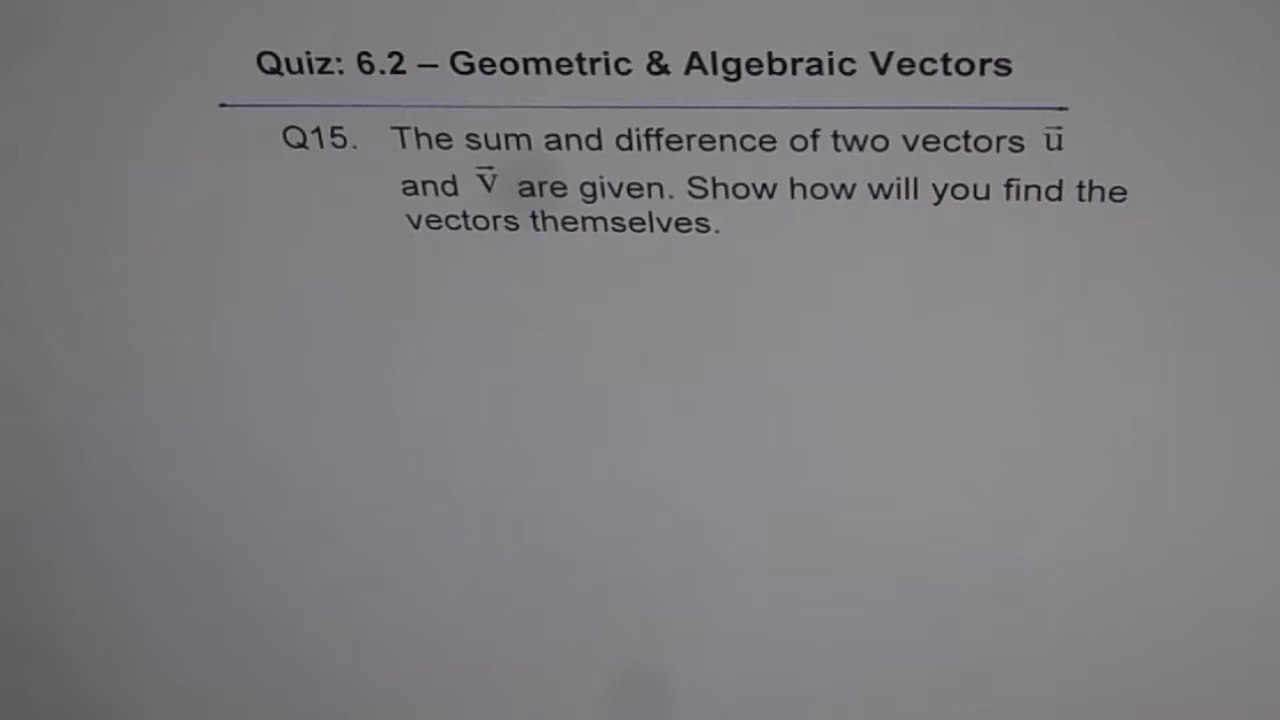 Quiz: 6.2 – Geometric & Algebraic Vectors
Q15. The sum and difference of two vectors u⃗
and v⃗ are given. Show how will you find the
vectors themselves.